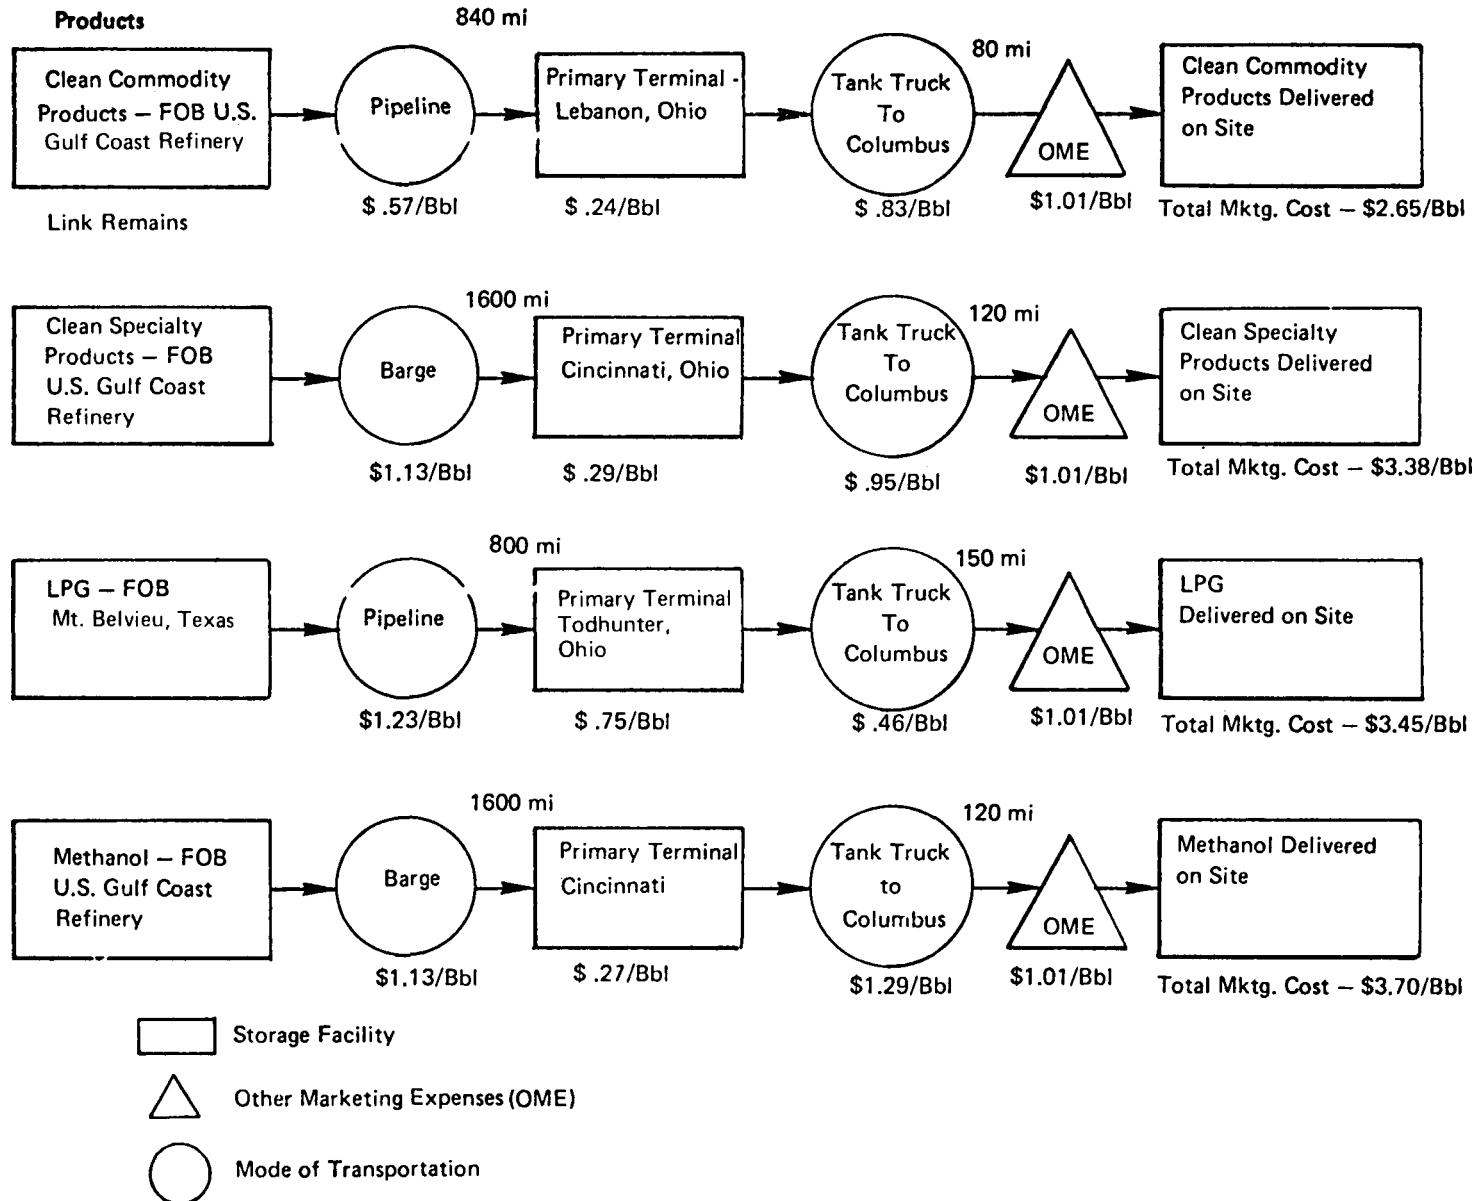 Products
840 mi
80 mi
Clean Commodity
Products – FOB U.S.
Gulf Coast Refinery
Pipeline
Primary Terminal -
Lebanon, Ohio
Tank Truck
To
Columbus
OME
Clean Commodity
Products Delivered
on Site
$ .57/Bbl
$ .24/Bbl
$ .83/Bbl
$1.01/Bbl
Total Mktg. Cost – $2.65/Bbl
Link Remains
1600 mi
120 mi
Clean Specialty
Products – FOB
U.S. Gulf Coast
Refinery
Barge
Primary Terminal
Cincinnati, Ohio
Tank Truck
To
Columbus
OME
Clean Specialty
Products Delivered
on Site
$1.13/Bbl
$ .29/Bbl
$ .95/Bbl
$1.01/Bbl
Total Mktg. Cost – $3.38/Bbl
800 mi
150 mi
LPG – FOB
Mt. Belvieu, Texas
Pipeline
Primary Terminal
Todhunter,
Ohio
Tank Truck
To
Columbus
OME
LPG
Delivered on Site
$1.23/Bbl
$ .75/Bbl
$ .46/Bbl
$1.01/Bbl
Total Mktg. Cost – $3.45/Bbl
1600 mi
120 mi
Methanol – FOB
U.S. Gulf Coast
Refinery
Barge
Primary Terminal
Cincinnati
Tank Truck
to
Columbus
OME
Methanol Delivered
on Site
$1.13/Bbl
$ .27/Bbl
$1.29/Bbl
$1.01/Bbl
Total Mktg. Cost – $3.70/Bbl
Storage Facility
Other Marketing Expenses (OME)
Mode of Transportation